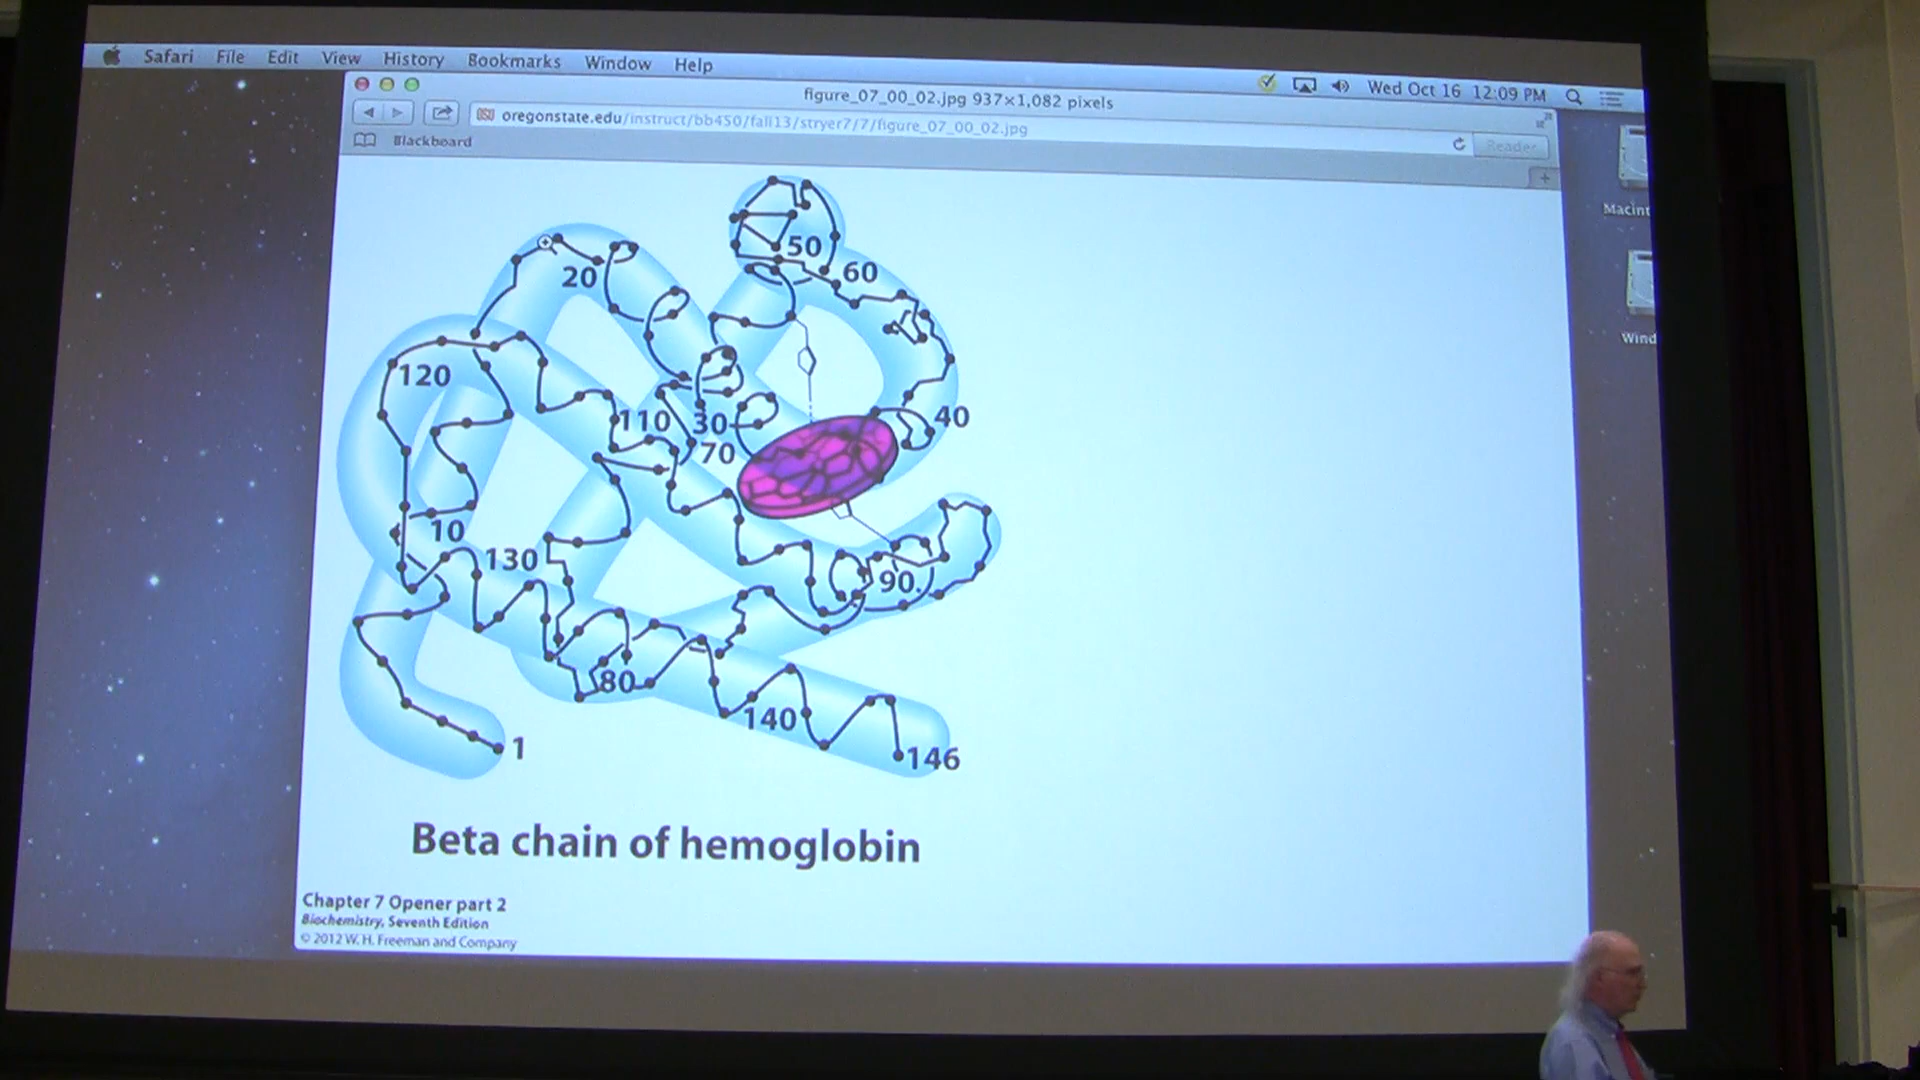 Safari File Edit View History Bookmarks Window Help
Wed Oct 16 12:09 PM
figure_07_00_02.jpg 937×1,082 pixels
oregonstate.edu/instruct/bb450/fall13/stryer7/7/figure_07_00_02.jpg
Reader
Blackboard
Macint
Wind
50
60
20
120
110
30
70
40
10
130
90
80
140
1
146
Beta chain of hemoglobin
Chapter 7 Opener part 2
Biochemistry, Seventh Edition
© 2012 W. H. Freeman and Company